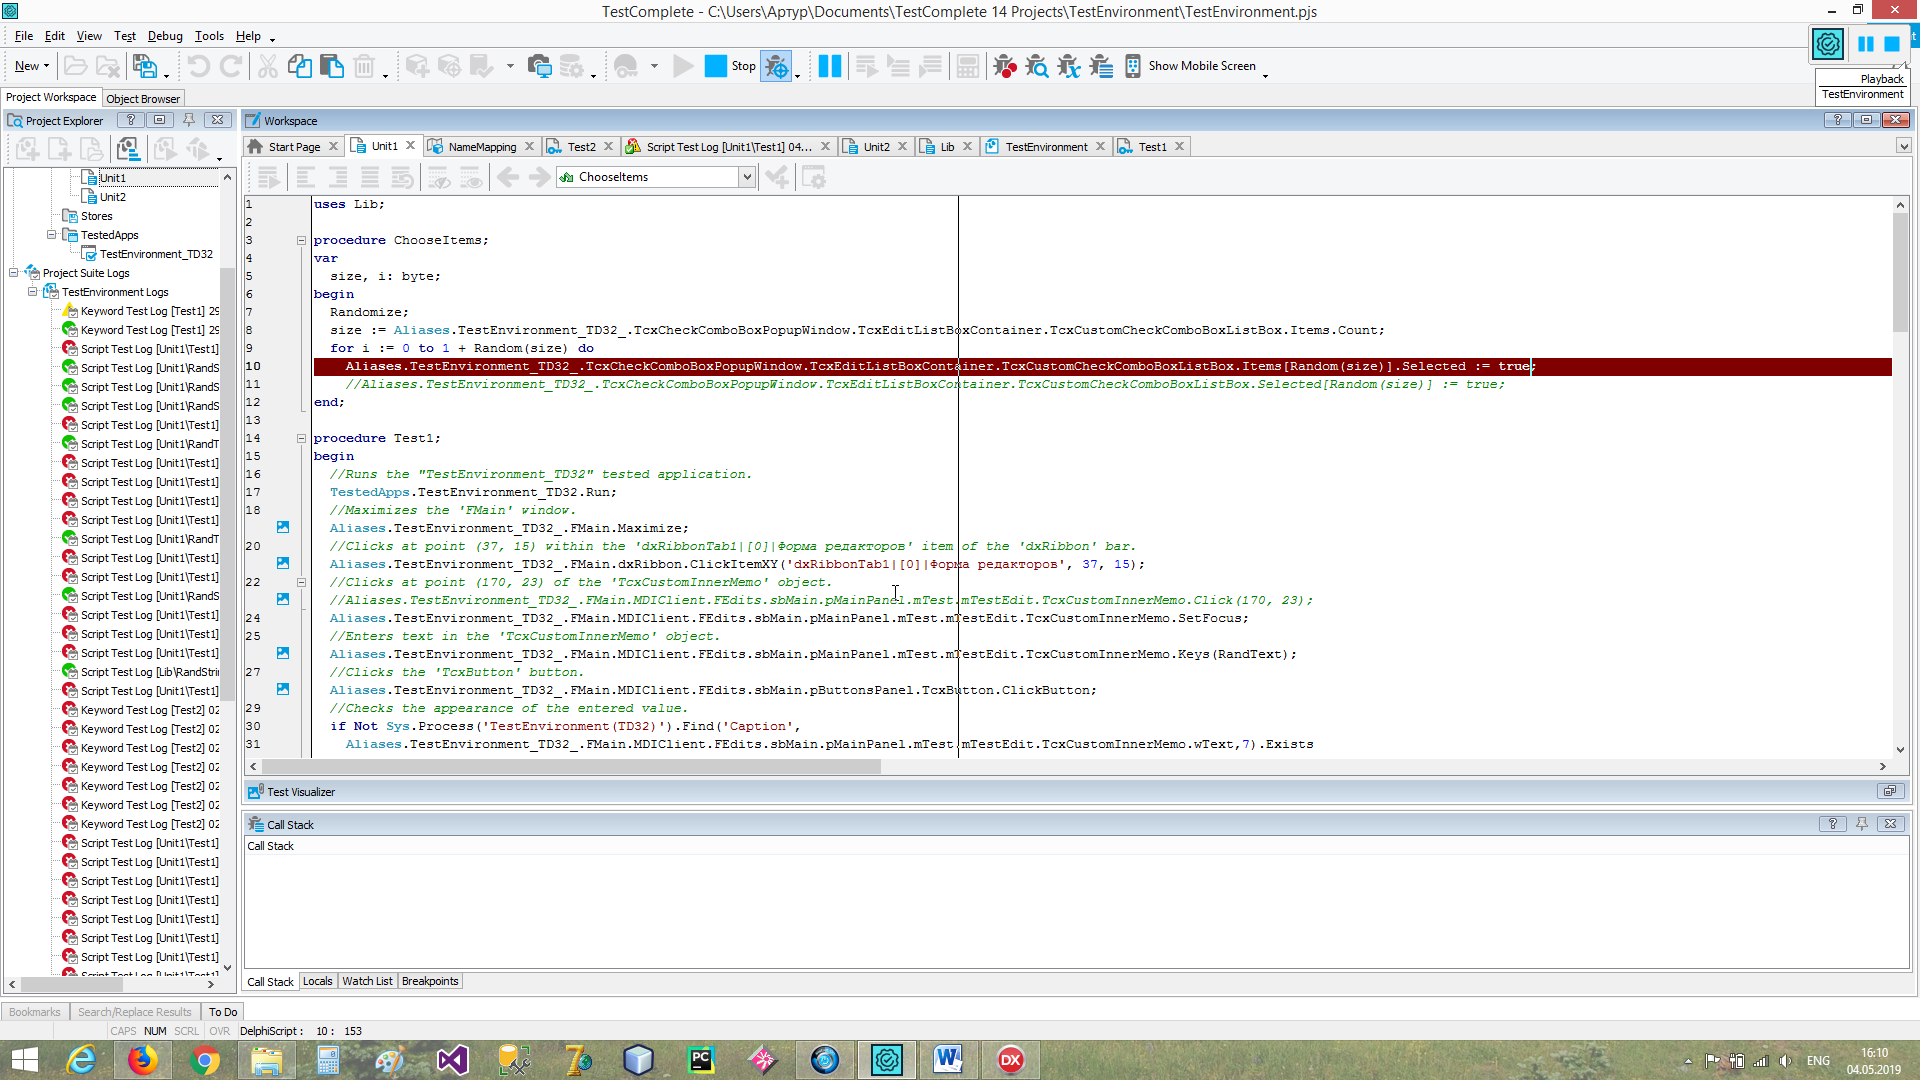 TestComplete - C:\Users\Артур\Documents\TestComplete 14 Projects\TestEnvironment\TestEnvironment.pjs
File Edit View Test Debug Tools Help
New Stop Show Mobile Screen
Playback
TestEnvironment
Project Workspace Object Browser
Project Explorer
Workspace
Start Page Unit1 NameMapping Test2 Script Test Log [Unit1\Test1] 04... Unit2 Lib TestEnvironment Test1
ChooseItems
Unit1
Unit2
Stores
TestedApps
TestEnvironment_TD32
Project Suite Logs
TestEnvironment Logs
Keyword Test Log [Test1] 29
Keyword Test Log [Test1] 29
Script Test Log [Unit1\Test1]
Script Test Log [Unit1\RandS
Script Test Log [Unit1\RandS
Script Test Log [Unit1\RandS
Script Test Log [Unit1\Test1]
Script Test Log [Unit1\RandT
Script Test Log [Unit1\Test1]
Script Test Log [Unit1\Test1]
Script Test Log [Unit1\Test1]
Script Test Log [Unit1\Test1]
Script Test Log [Unit1\RandT
Script Test Log [Unit1\Test1]
Script Test Log [Unit1\Test1]
Script Test Log [Unit1\RandS
Script Test Log [Unit1\Test1]
Script Test Log [Unit1\Test1]
Script Test Log [Unit1\Test1]
Script Test Log [Lib\RandStri
Script Test Log [Unit1\Test1]
Keyword Test Log [Test2] 02
Keyword Test Log [Test2] 02
Keyword Test Log [Test2] 02
Keyword Test Log [Test2] 02
Keyword Test Log [Test2] 02
Keyword Test Log [Test2] 02
Keyword Test Log [Test2] 02
Script Test Log [Unit1\Test1]
Script Test Log [Unit1\Test1]
Script Test Log [Unit1\Test1]
Script Test Log [Unit1\Test1]
Script Test Log [Unit1\Test1]
Script Test Log [Unit1\Test1]
Script Test Log [Unit1\Test1]
Script Test Log [Unit1\Test1]
1 uses Lib;
2
3 procedure ChooseItems;
4 var
5 size, i: byte;
6 begin
7 Randomize;
8 size := Aliases.TestEnvironment_TD32_.TcxCheckComboBoxPopupWindow.TcxEditListBoxContainer.TcxCustomCheckComboBoxListBox.Items.Count;
9 for i := 0 to 1 + Random(size) do
10 Aliases.TestEnvironment_TD32_.TcxCheckComboBoxPopupWindow.TcxEditListBoxContainer.TcxCustomCheckComboBoxListBox.Items[Random(size)].Selected := true;
11 //Aliases.TestEnvironment_TD32_.TcxCheckComboBoxPopupWindow.TcxEditListBoxContainer.TcxCustomCheckComboBoxListBox.Selected[Random(size)] := true;
12 end;
13
14 procedure Test1;
15 begin
16 //Runs the "TestEnvironment_TD32" tested application.
17 TestedApps.TestEnvironment_TD32.Run;
18 //Maximizes the 'FMain' window.
Aliases.TestEnvironment_TD32_.FMain.Maximize;
20 //Clicks at point (37, 15) within the 'dxRibbonTab1|[0]|Форма редакторов' item of the 'dxRibbon' bar.
Aliases.TestEnvironment_TD32_.FMain.dxRibbon.ClickItemXY('dxRibbonTab1|[0]|Форма редакторов', 37, 15);
22 //Clicks at point (170, 23) of the 'TcxCustomInnerMemo' object.
//Aliases.TestEnvironment_TD32_.FMain.MDIClient.FEdits.sbMain.pMainPanel.mTest.mTestEdit.TcxCustomInnerMemo.Click(170, 23);
24 Aliases.TestEnvironment_TD32_.FMain.MDIClient.FEdits.sbMain.pMainPanel.mTest.mTestEdit.TcxCustomInnerMemo.SetFocus;
25 //Enters text in the 'TcxCustomInnerMemo' object.
Aliases.TestEnvironment_TD32_.FMain.MDIClient.FEdits.sbMain.pMainPanel.mTest.mTestEdit.TcxCustomInnerMemo.Keys(RandText);
27 //Clicks the 'TcxButton' button.
Aliases.TestEnvironment_TD32_.FMain.MDIClient.FEdits.sbMain.pButtonsPanel.TcxButton.ClickButton;
29 //Checks the appearance of the entered value.
30 if Not Sys.Process('TestEnvironment(TD32)').Find('Caption',
31 Aliases.TestEnvironment_TD32_.FMain.MDIClient.FEdits.sbMain.pMainPanel.mTest.mTestEdit.TcxCustomInnerMemo.wText,7).Exists
Test Visualizer
Call Stack
Call Stack
Call Stack Locals Watch List Breakpoints
Bookmarks Search/Replace Results To Do
CAPS NUM SCRL OVR DelphiScript : 10 : 153
PC
DX
ENG
16:10
04.05.2019